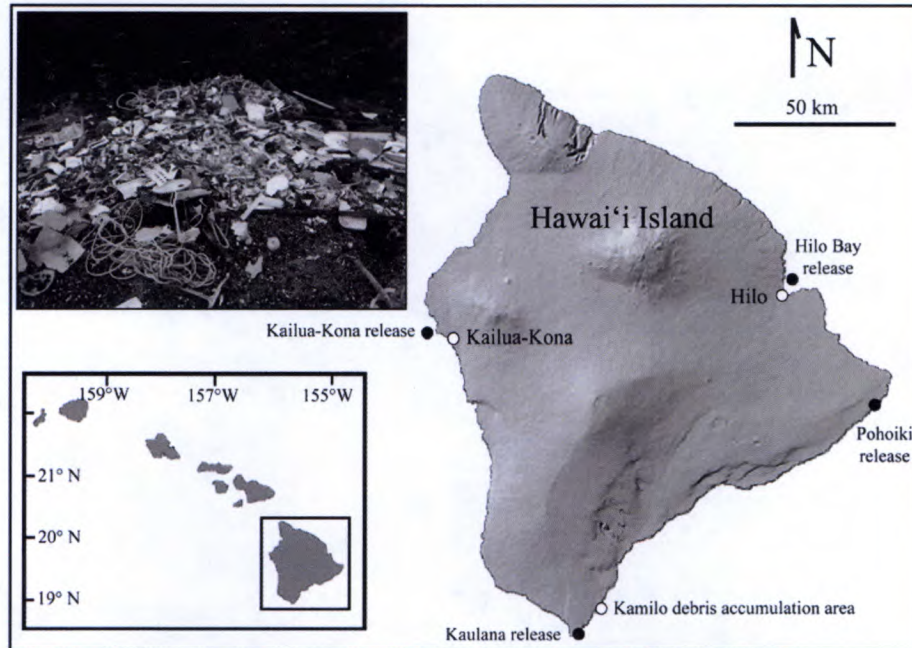 N
50 km
Hawai‘i Island
Hilo Bay
release
Hilo
Kailua-Kona release
Kailua-Kona
Pohoiki
release
Kamilo debris accumulation area
Kaulana release
159°W
157°W
155°W
21° N
20° N
19° N